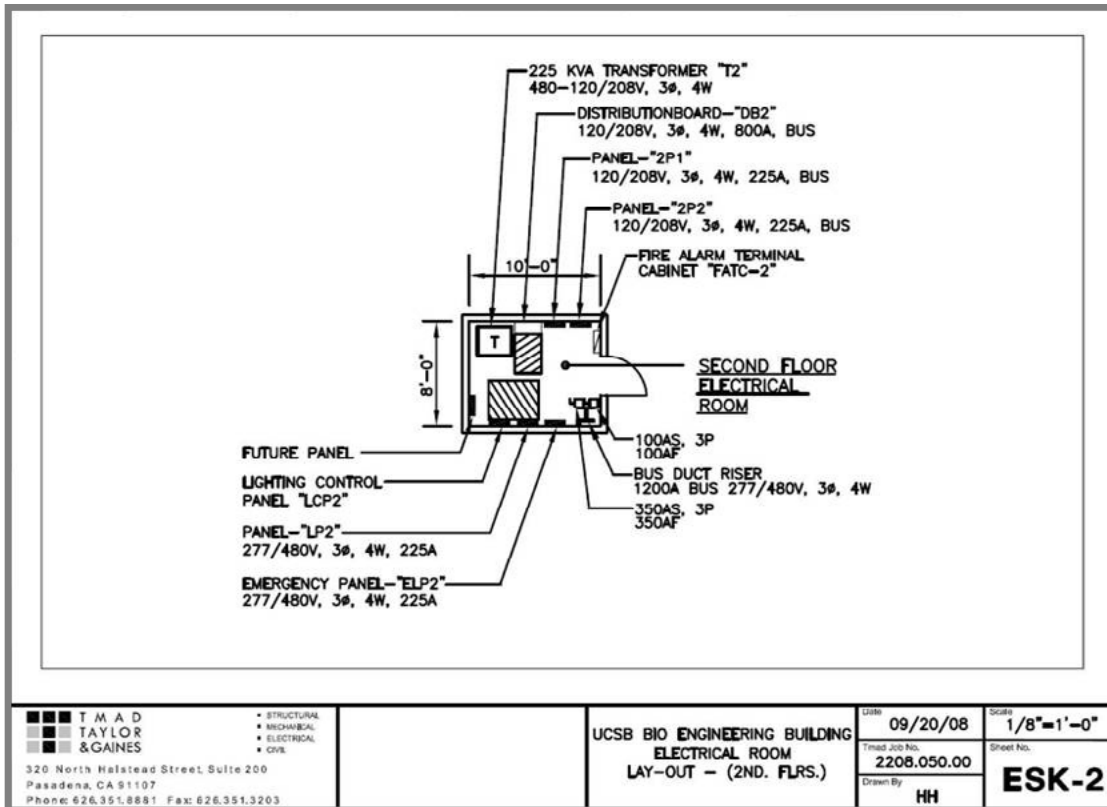 225 KVA TRANSFORMER "T2"
480-120/208V, 3ø, 4W
DISTRIBUTIONBOARD-"DB2"
120/208V, 3ø, 4W, 800A, BUS
PANEL-"2P1"
120/208V, 3ø, 4W, 225A, BUS
PANEL-"2P2"
120/208V, 3ø, 4W, 225A, BUS
FIRE ALARM TERMINAL
CABINET "FATC-2"
10'-0"
8'-0"
T
SECOND FLOOR
ELECTRICAL
ROOM
100AS, 3P
100AF
BUS DUCT RISER
1200A BUS 277/480V, 3ø, 4W
350AS, 3P
350AF
FUTURE PANEL
LIGHTING CONTROL
PANEL "LCP2"
PANEL-"LP2"
277/480V, 3ø, 4W, 225A
EMERGENCY PANEL-"ELP2"
277/480V, 3ø, 4W, 225A
TMAD
TAYLOR
&GAINES
▪ STRUCTURAL
▪ MECHANICAL
▪ ELECTRICAL
▪ CIVIL
320 North Halstead Street, Suite 200
Pasadena, CA 91107
Phone: 626.351.8881 Fax: 626.351.3203
UCSB BIO ENGINEERING BUILDING
ELECTRICAL ROOM
LAY-OUT - (2ND. FLRS.)
Date
09/20/08
Scale
1/8"=1'-0"
Tmad Job No.
2208.050.00
Sheet No.
ESK-2
Drawn By
HH